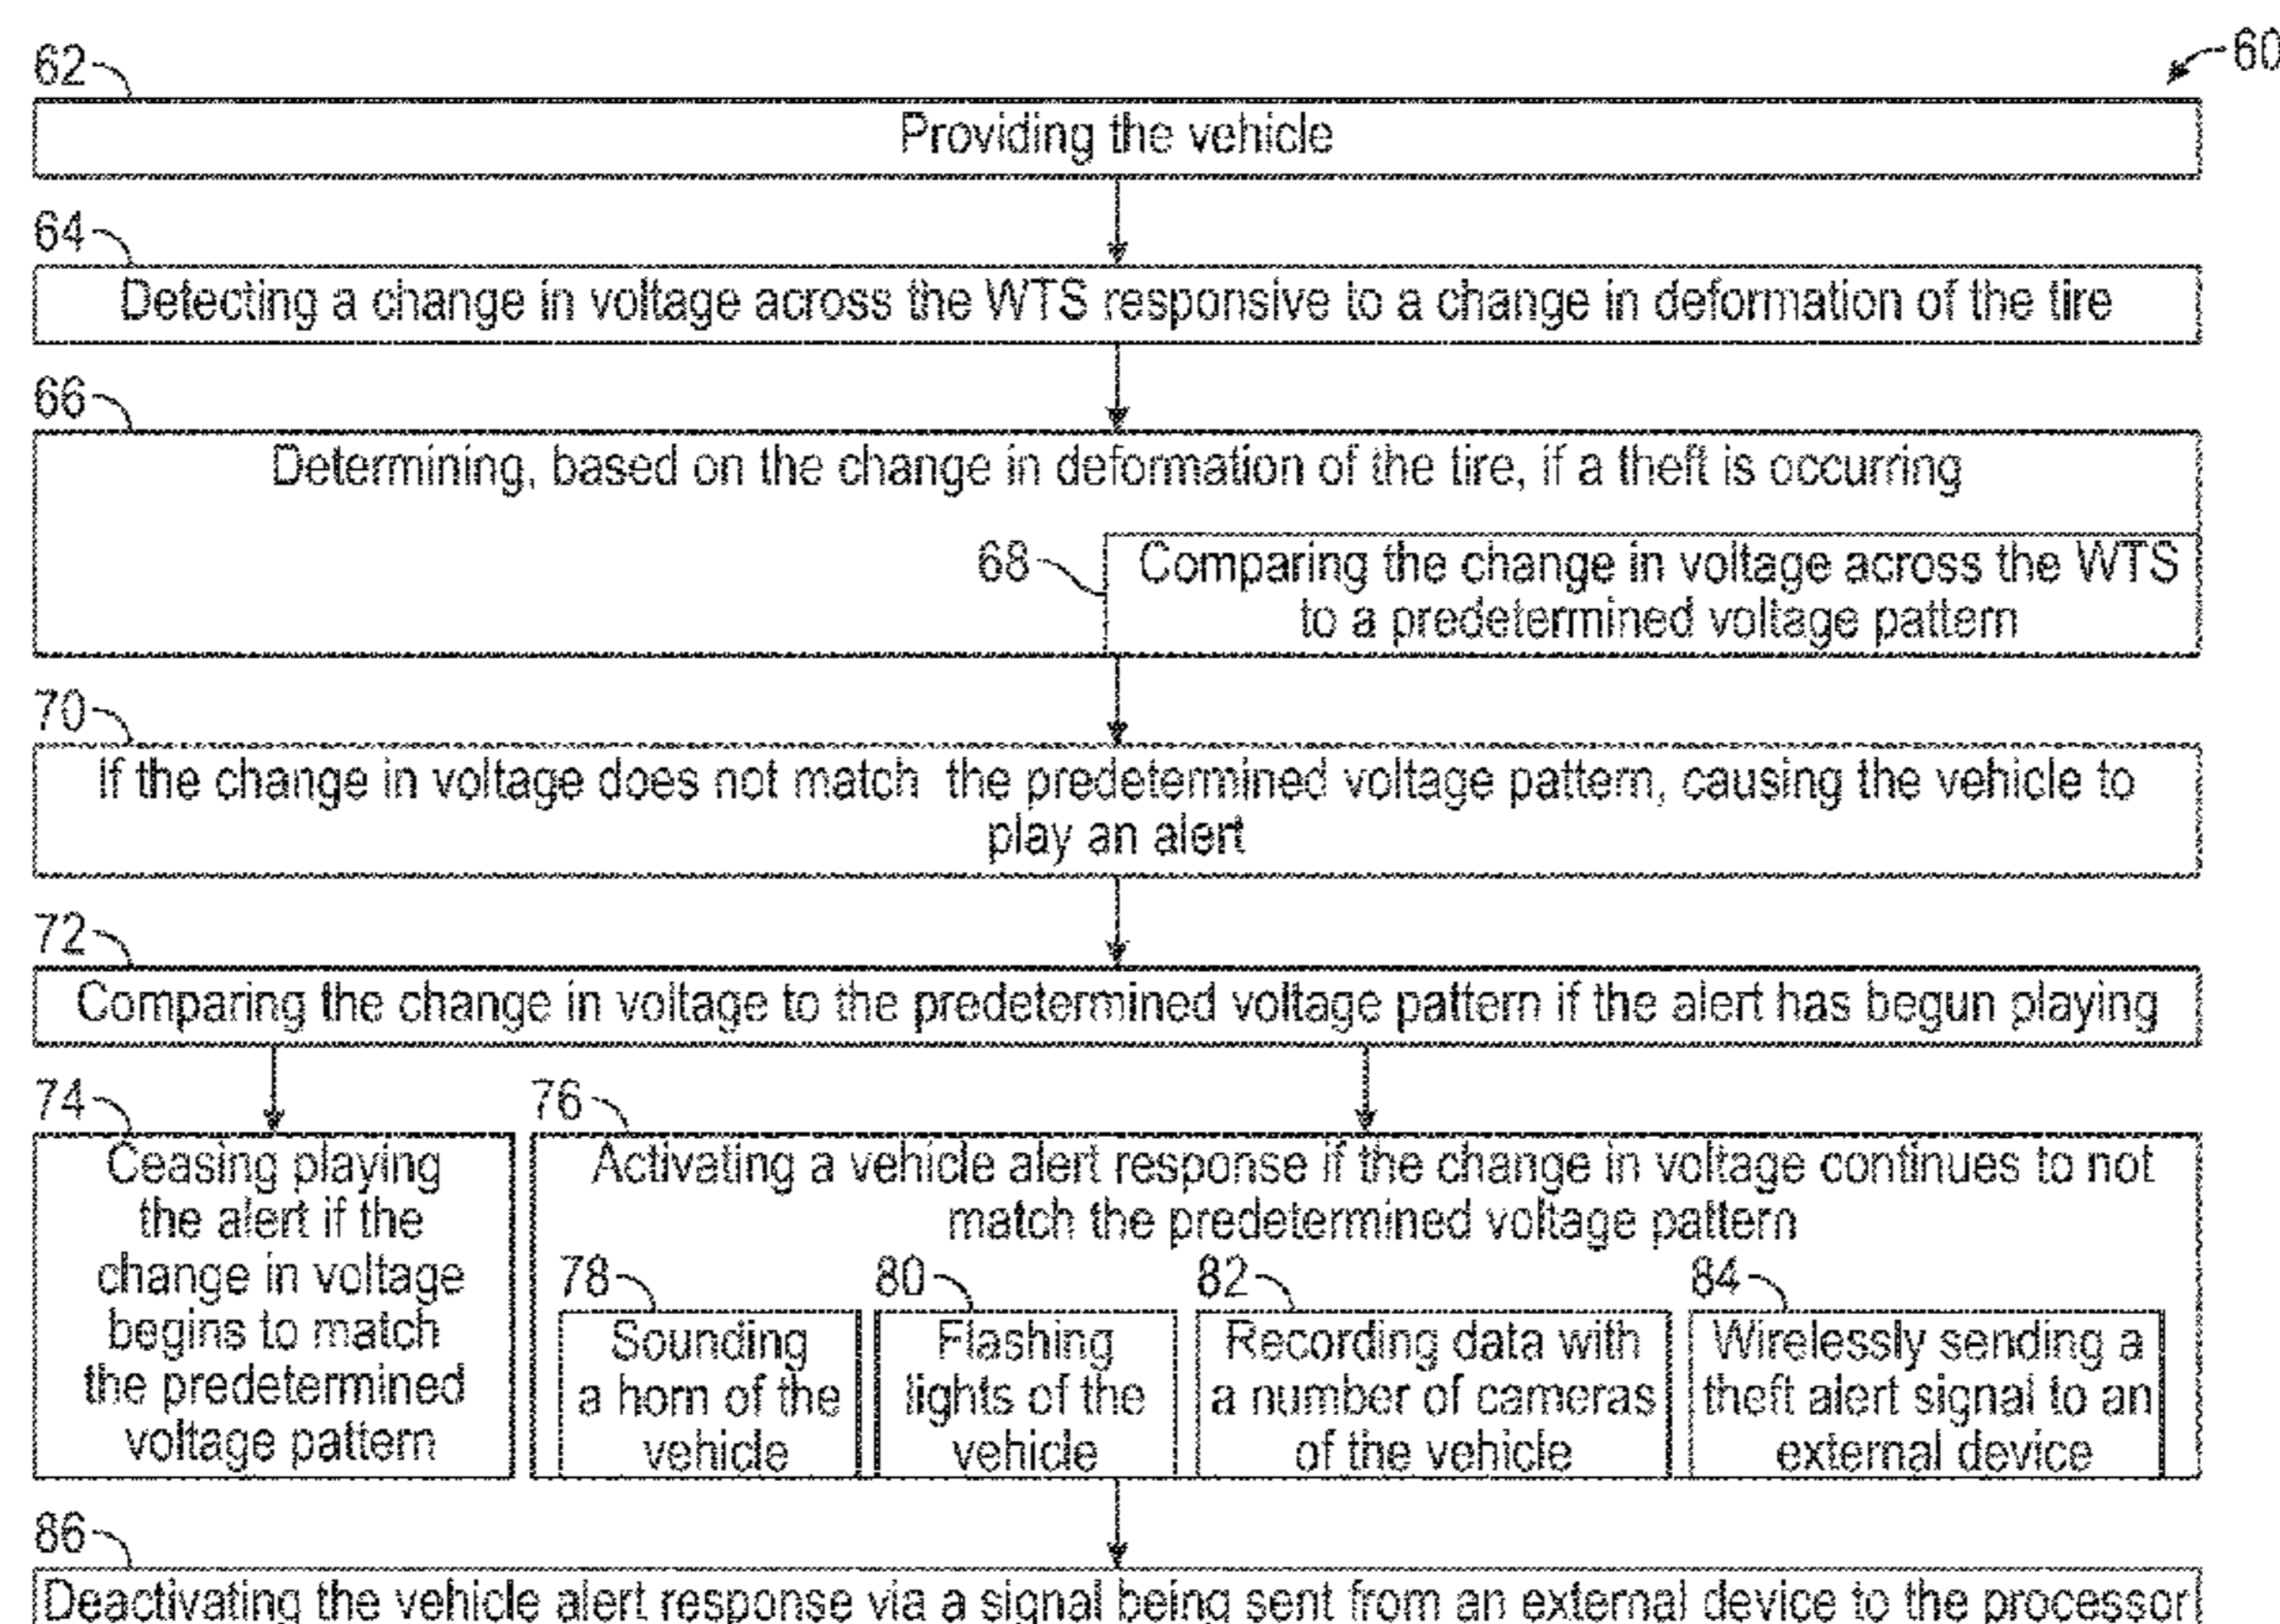 60
62
Providing the vehicle
64
Detecting a change in voltage across the WTS responsive to a change in deformation of the tire
66
Determining, based on the change in deformation of the tire, if a theft is occurring
68
Comparing the change in voltage across the WTS
to a predetermined voltage pattern
70
If the change in voltage does not match the predetermined voltage pattern, causing the vehicle to
play an alert
72
Comparing the change in voltage to the predetermined voltage pattern if the alert has begun playing
74
Ceasing playing
the alert if the
change in voltage
begins to match
the predetermined
voltage pattern
76
Activating a vehicle alert response if the change in voltage continues to not
match the predetermined voltage pattern
78
Sounding
a horn of the
vehicle
80
Flashing
lights of the
vehicle
82
Recording data with
a number of cameras
of the vehicle
84
Wirelessly sending a
theft alert signal to an
external device
86
Deactivating the vehicle alert response via a signal being sent from an external device to the processor